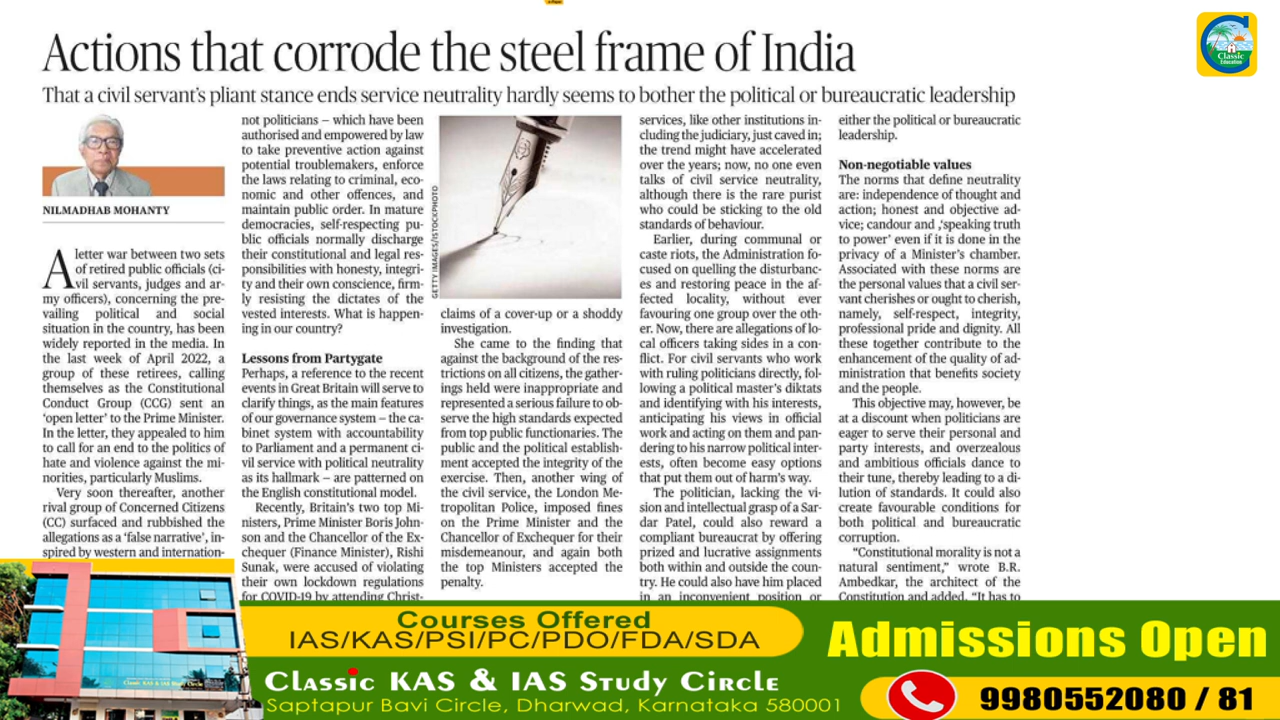 Actions that corrode the steel frame of India
That a civil servant's pliant stance ends service neutrality hardly seems to bother the political or bureaucratic leadership
NILMADHAB MOHANTY
A letter war between two sets
of retired public officials (ci-
vil servants, judges and ar-
my officers), concerning the pre-
vailing political and social
situation in the country, has been
widely reported in the media. In
the last week of April 2022, a
group of these retirees, calling
themselves as the Constitutional
Conduct Group (CCG) sent an
'open letter' to the Prime Minister.
In the letter, they appealed to him
to call for an end to the politics of
hate and violence against the mi-
norities, particularly Muslims.
Very soon thereafter, another
rival group of Concerned Citizens
(CC) surfaced and rubbished the
allegations as a 'false narrative', in-
spired by western and internation-
not politicians – which have been
authorised and empowered by law
to take preventive action against
potential troublemakers, enforce
the laws relating to criminal, eco-
nomic and other offences, and
maintain public order. In mature
democracies, self-respecting pu-
blic officials normally discharge
their constitutional and legal res-
ponsibilities with honesty, integri-
ty and their own conscience, firm-
ly resisting the dictates of the
vested interests. What is happen-
ing in our country?
Lessons from Partygate
Perhaps, a reference to the recent
events in Great Britain will serve to
clarify things, as the main features
of our governance system – the ca-
binet system with accountability
to Parliament and a permanent ci-
vil service with political neutrality
as its hallmark – are patterned on
the English constitutional model.
Recently, Britain's two top Mi-
nisters, Prime Minister Boris John-
son and the Chancellor of the Ex-
chequer (Finance Minister), Rishi
Sunak, were accused of violating
their own lockdown regulations
for COVID-19 by attending Christ-
GETTY IMAGES/ISTOCKPHOTO
claims of a cover-up or a shoddy
investigation.
She came to the finding that
against the background of the res-
trictions on all citizens, the gather-
ings held were inappropriate and
represented a serious failure to ob-
serve the high standards expected
from top public functionaries. The
public and the political establish-
ment accepted the integrity of the
exercise. Then, another wing of
the civil service, the London Me-
tropolitan Police, imposed fines
on the Prime Minister and the
Chancellor of Exchequer for their
misdemeanour, and again both
the top Ministers accepted the
penalty.
services, like other institutions in-
cluding the judiciary, just caved in;
the trend might have accelerated
over the years; now, no one even
talks of civil service neutrality,
although there is the rare purist
who could be sticking to the old
standards of behaviour.
Earlier, during communal or
caste riots, the Administration fo-
cused on quelling the disturbanc-
es and restoring peace in the af-
fected locality, without ever
favouring one group over the oth-
er. Now, there are allegations of lo-
cal officers taking sides in a con-
flict. For civil servants who work
with ruling politicians directly, fol-
lowing a political master's diktats
and identifying with his interests,
anticipating his views in official
work and acting on them and pan-
dering to his narrow political inter-
ests, often become easy options
that put them out of harm's way.
The politician, lacking the vi-
sion and intellectual grasp of a Sar-
dar Patel, could also reward a
compliant bureaucrat by offering
prized and lucrative assignments
both within and outside the coun-
try. He could also have him placed
in an inconvenient position or
either the political or bureaucratic
leadership.
Non-negotiable values
The norms that define neutrality
are: independence of thought and
action; honest and objective ad-
vice; candour and ,'speaking truth
to power' even if it is done in the
privacy of a Minister's chamber.
Associated with these norms are
the personal values that a civil ser-
vant cherishes or ought to cherish,
namely, self-respect, integrity,
professional pride and dignity. All
these together contribute to the
enhancement of the quality of ad-
ministration that benefits society
and the people.
This objective may, however, be
at a discount when politicians are
eager to serve their personal and
party interests, and overzealous
and ambitious officials dance to
their tune, thereby leading to a di-
lution of standards. It could also
create favourable conditions for
both political and bureaucratic
corruption.
"Constitutional morality is not a
natural sentiment," wrote B.R.
Ambedkar, the architect of the
Constitution and added, "It has to
Classic
Education
Courses Offered
IAS/KAS/PSI/PC/PDO/FDA/SDA
Classic KAS & IAS Study Circle
Saptapur Bavi Circle, Dharwad, Karnataka 580001
Admissions Open
9980552080 / 81